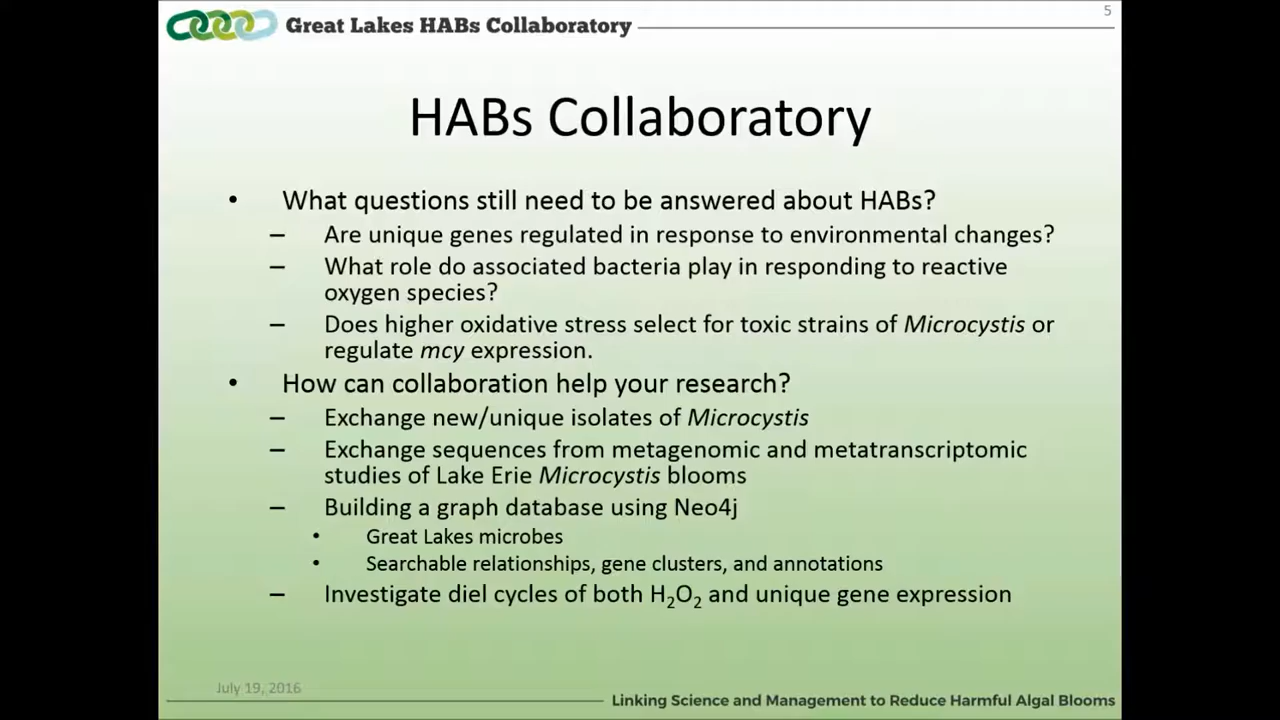 5
Great Lakes HABs Collaboratory
HABs Collaboratory
• What questions still need to be answered about HABs?
– Are unique genes regulated in response to environmental changes?
– What role do associated bacteria play in responding to reactive
oxygen species?
– Does higher oxidative stress select for toxic strains of Microcystis or
regulate mcy expression.
• How can collaboration help your research?
– Exchange new/unique isolates of Microcystis
– Exchange sequences from metagenomic and metatranscriptomic
studies of Lake Erie Microcystis blooms
– Building a graph database using Neo4j
• Great Lakes microbes
• Searchable relationships, gene clusters, and annotations
– Investigate diel cycles of both H₂O₂ and unique gene expression
July 19, 2016
Linking Science and Management to Reduce Harmful Algal Blooms